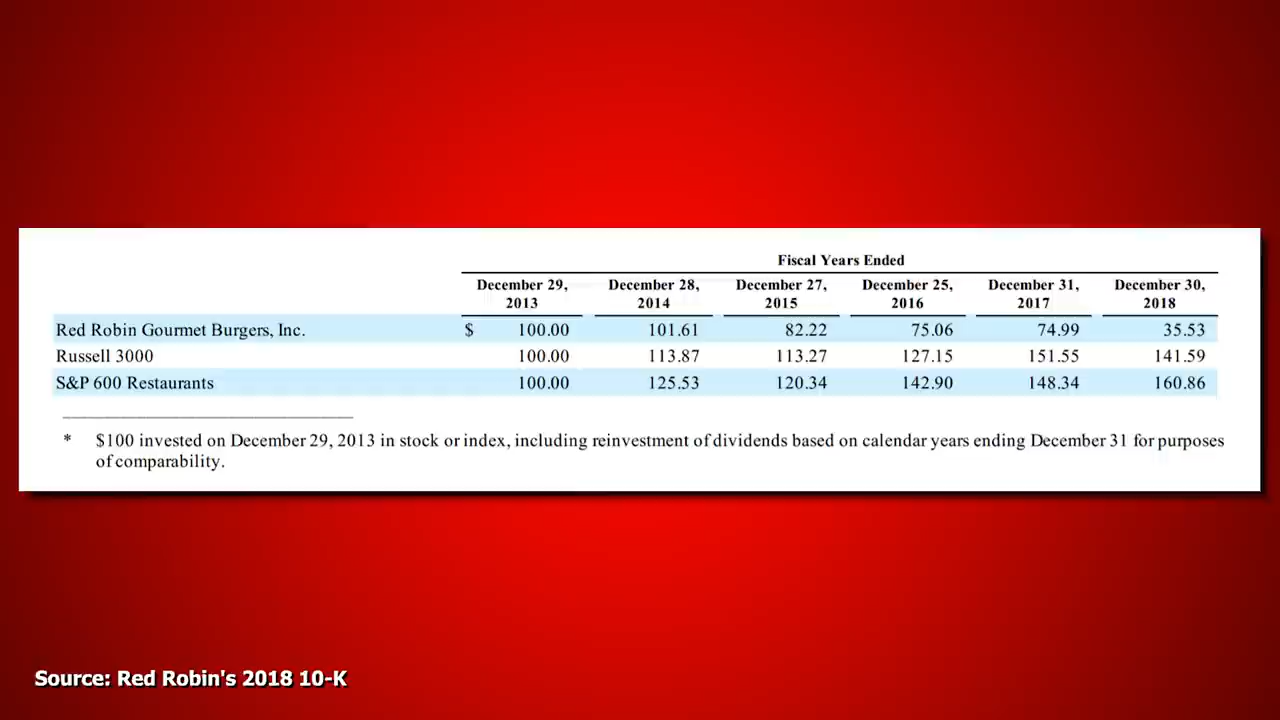 Fiscal Years Ended
December 29, December 28, December 27, December 25, December 31, December 30,
2013 2014 2015 2016 2017 2018
Red Robin Gourmet Burgers, Inc. $ 100.00 101.61 82.22 75.06 74.99 35.53
Russell 3000 100.00 113.87 113.27 127.15 151.55 141.59
S&P 600 Restaurants 100.00 125.53 120.34 142.90 148.34 160.86
* $100 invested on December 29, 2013 in stock or index, including reinvestment of dividends based on calendar years ending December 31 for purposes
of comparability.
Source: Red Robin's 2018 10-K